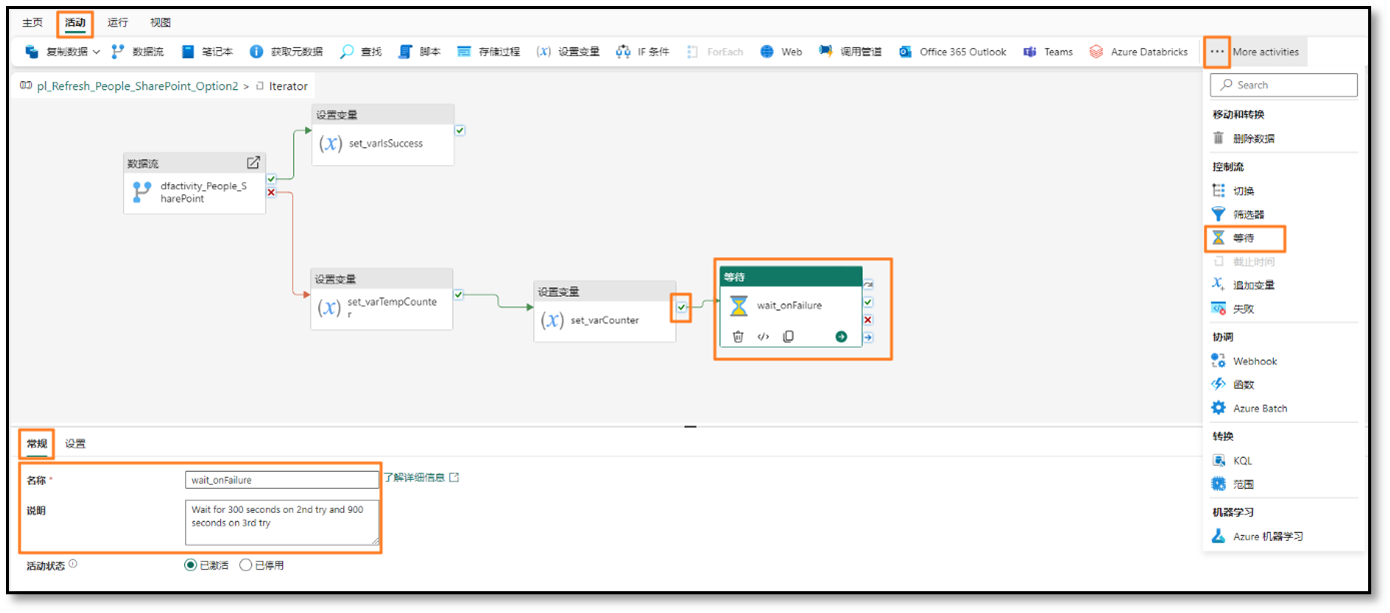 主页 活动 运行 视图
复制数据 数据流 笔记本 获取元数据 查找 脚本 存储过程 (x) 设置变量 IF 条件 ForEach Web 调用管道 Office 365 Outlook Teams Azure Databricks ... More activities
pl_Refresh_People_SharePoint_Option2 > Iterator
Search
移动和转换
删除数据
控制流
切换
筛选器
等待
截止时间
追加变量
失败
协调
Webhook
函数
Azure Batch
转换
KQL
范围
机器学习
Azure 机器学习
设置变量
(x) set_varIsSuccess
数据流
dfactivity_People_S
harePoint
设置变量
(x) set_varTempCounte
r
设置变量
(x) set_varCounter
等待
wait_onFailure
常规 设置
名称 * wait_onFailure 了解详细信息
说明 Wait for 300 seconds on 2nd try and 900
seconds on 3rd try
活动状态 已激活 已停用